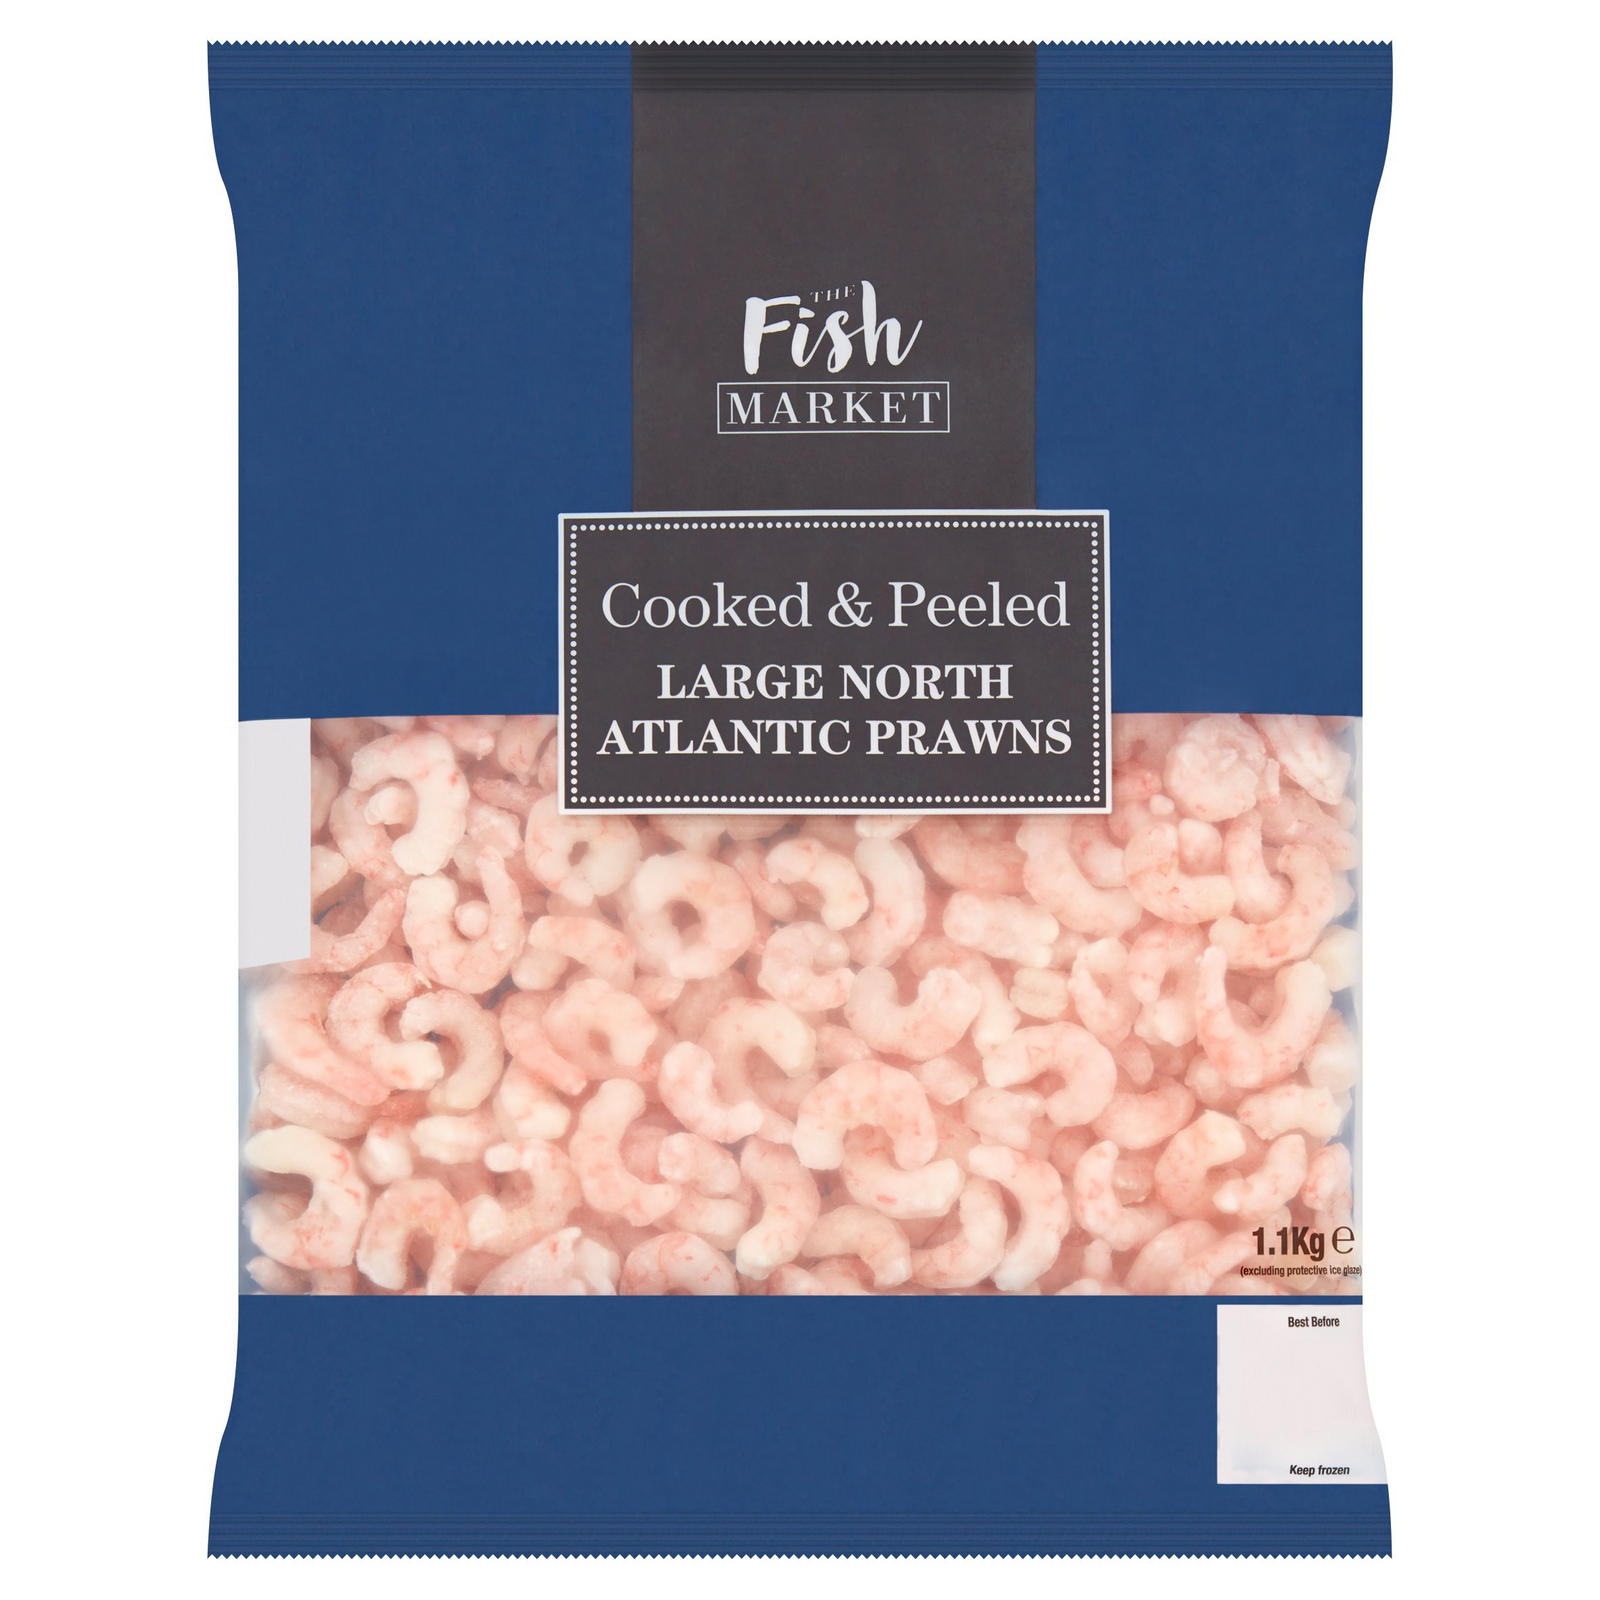 THE
Fish
MARKET
Cooked & Peeled
LARGE NORTH
ATLANTIC PRAWNS
1.1Kg ℮
(excluding protective ice glaze)
Best Before
Keep frozen